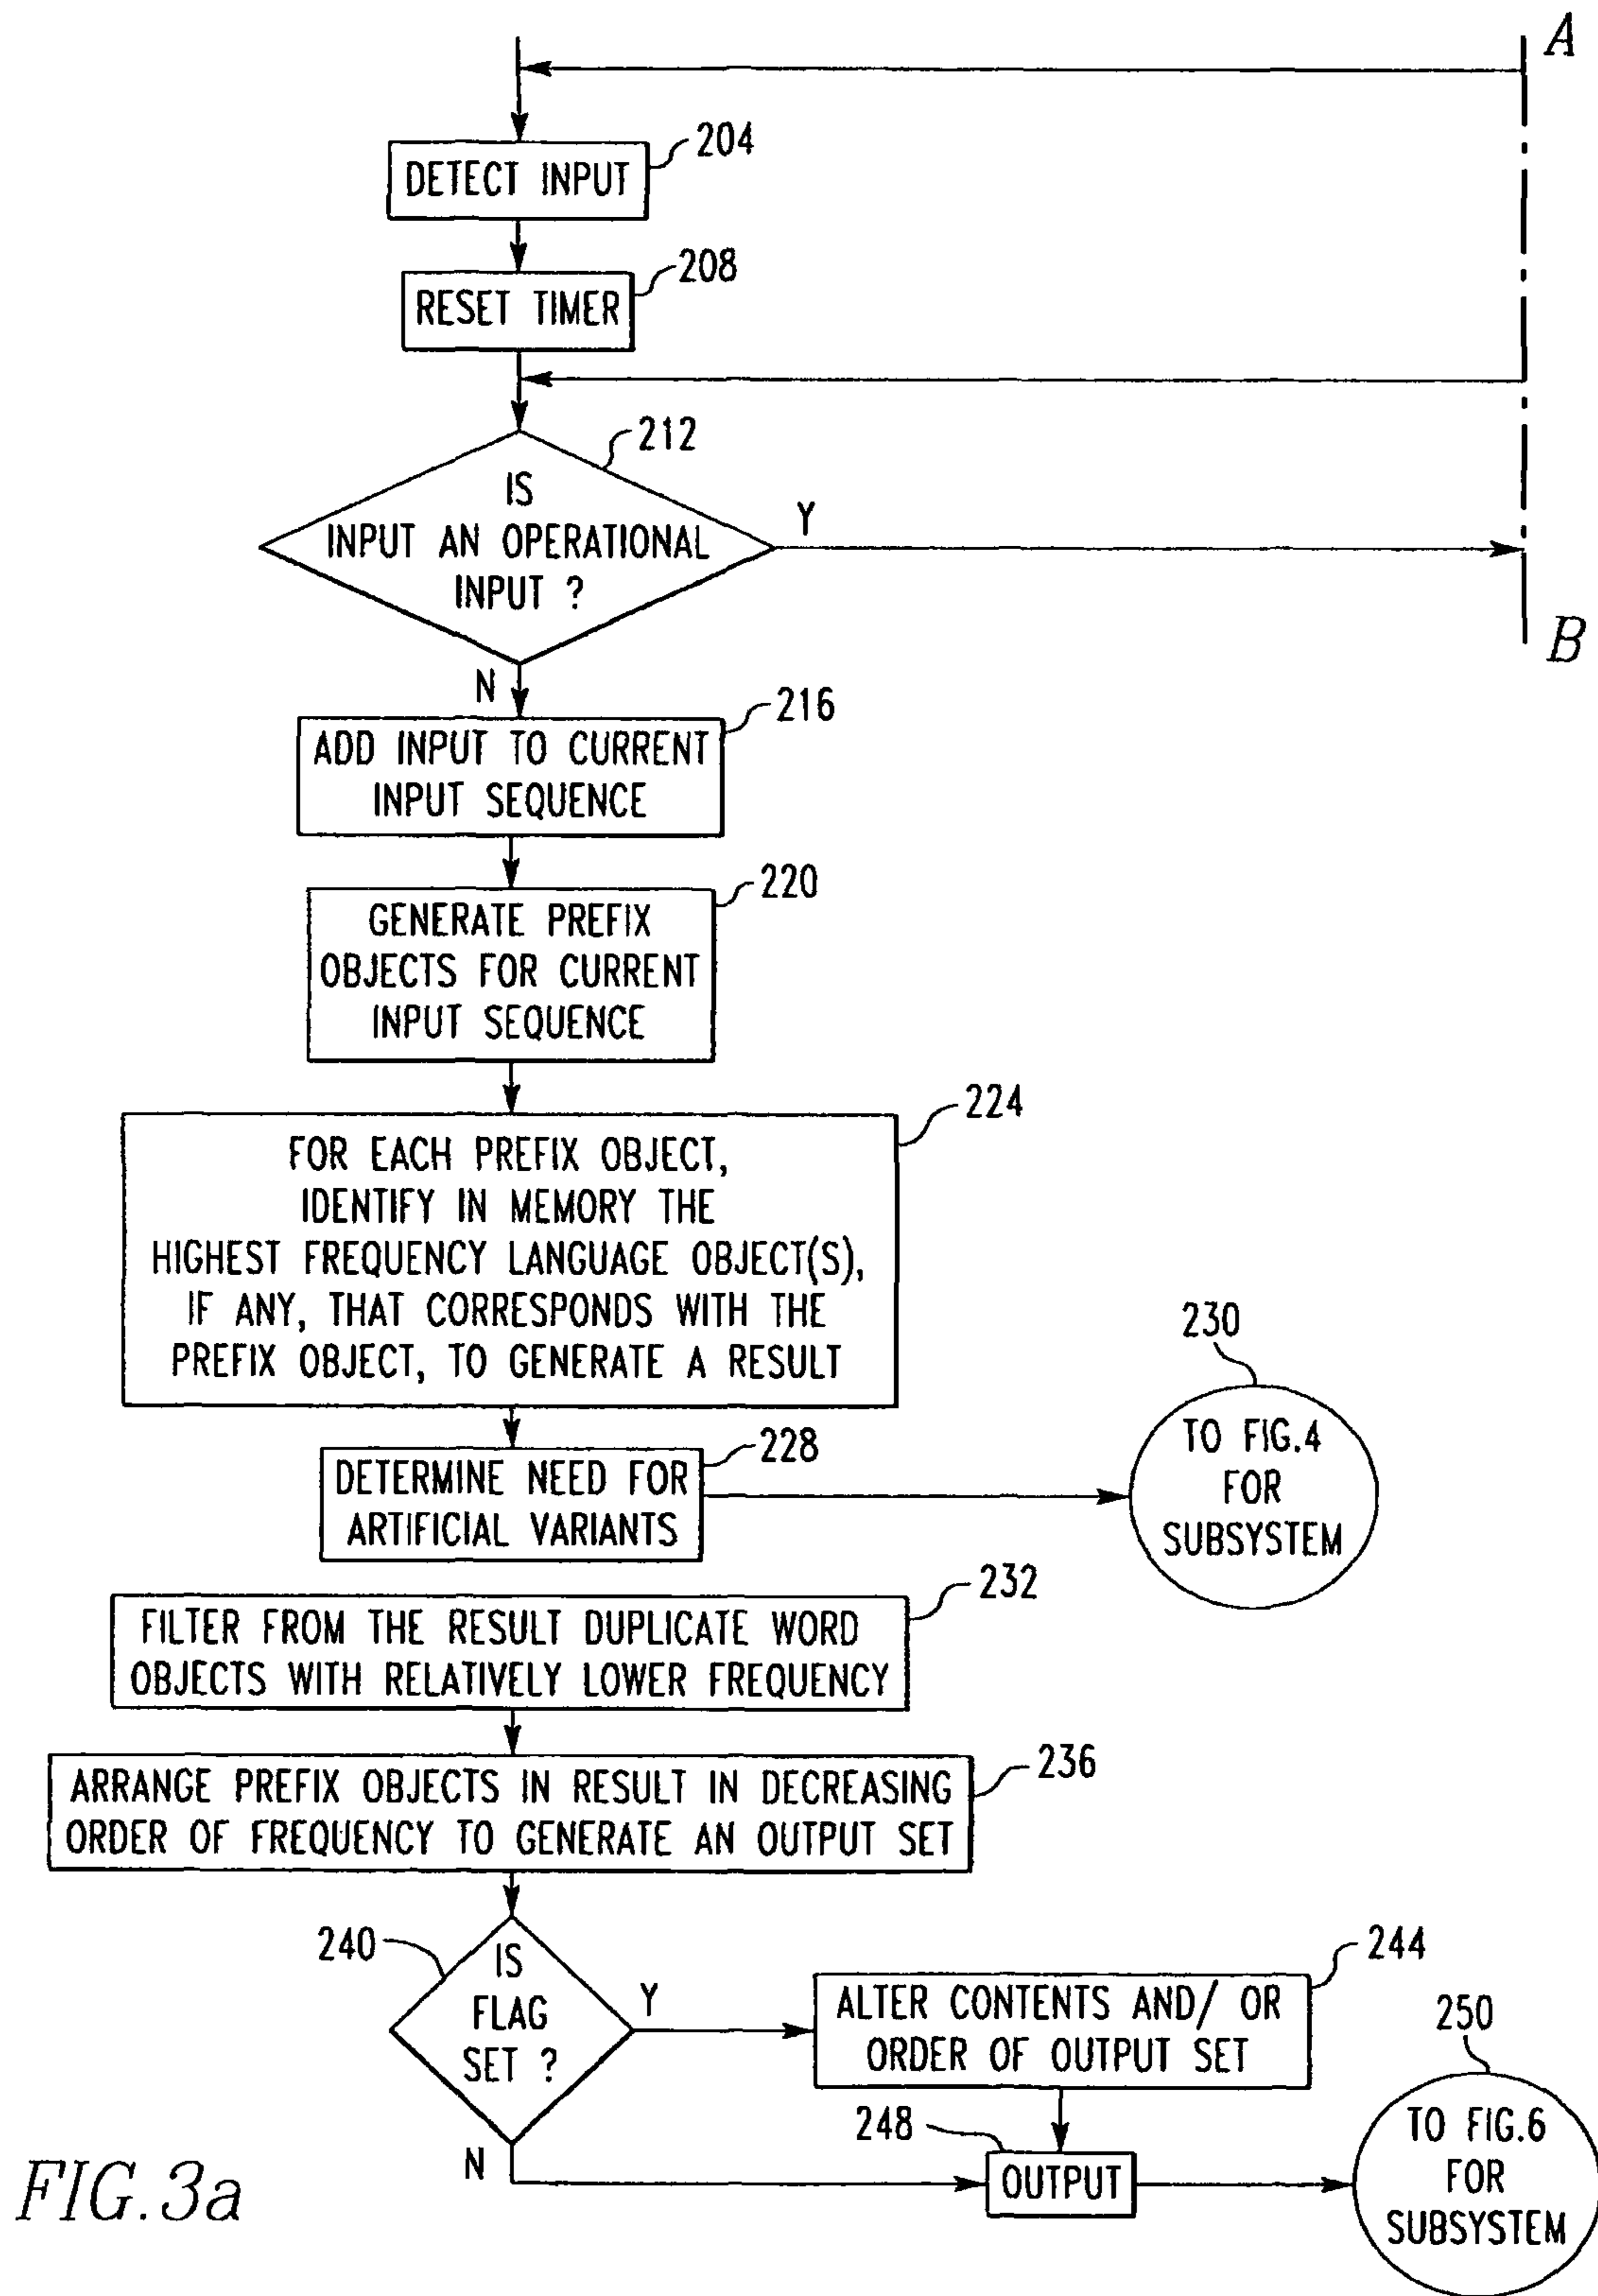 A
204
DETECT INPUT
208
RESET TIMER
212
IS
INPUT AN OPERATIONAL
INPUT ?
Y
B
N
216
ADD INPUT TO CURRENT
INPUT SEQUENCE
220
GENERATE PREFIX
OBJECTS FOR CURRENT
INPUT SEQUENCE
224
FOR EACH PREFIX OBJECT,
IDENTIFY IN MEMORY THE
HIGHEST FREQUENCY LANGUAGE OBJECT(S),
IF ANY, THAT CORRESPONDS WITH THE
PREFIX OBJECT, TO GENERATE A RESULT
230
TO FIG.4
FOR
SUBSYSTEM
228
DETERMINE NEED FOR
ARTIFICIAL VARIANTS
232
FILTER FROM THE RESULT DUPLICATE WORD
OBJECTS WITH RELATIVELY LOWER FREQUENCY
236
ARRANGE PREFIX OBJECTS IN RESULT IN DECREASING
ORDER OF FREQUENCY TO GENERATE AN OUTPUT SET
240
IS
FLAG
SET ?
Y
244
ALTER CONTENTS AND/ OR
ORDER OF OUTPUT SET
N
248
OUTPUT
250
TO FIG.6
FOR
SUBSYSTEM
FIG.3a